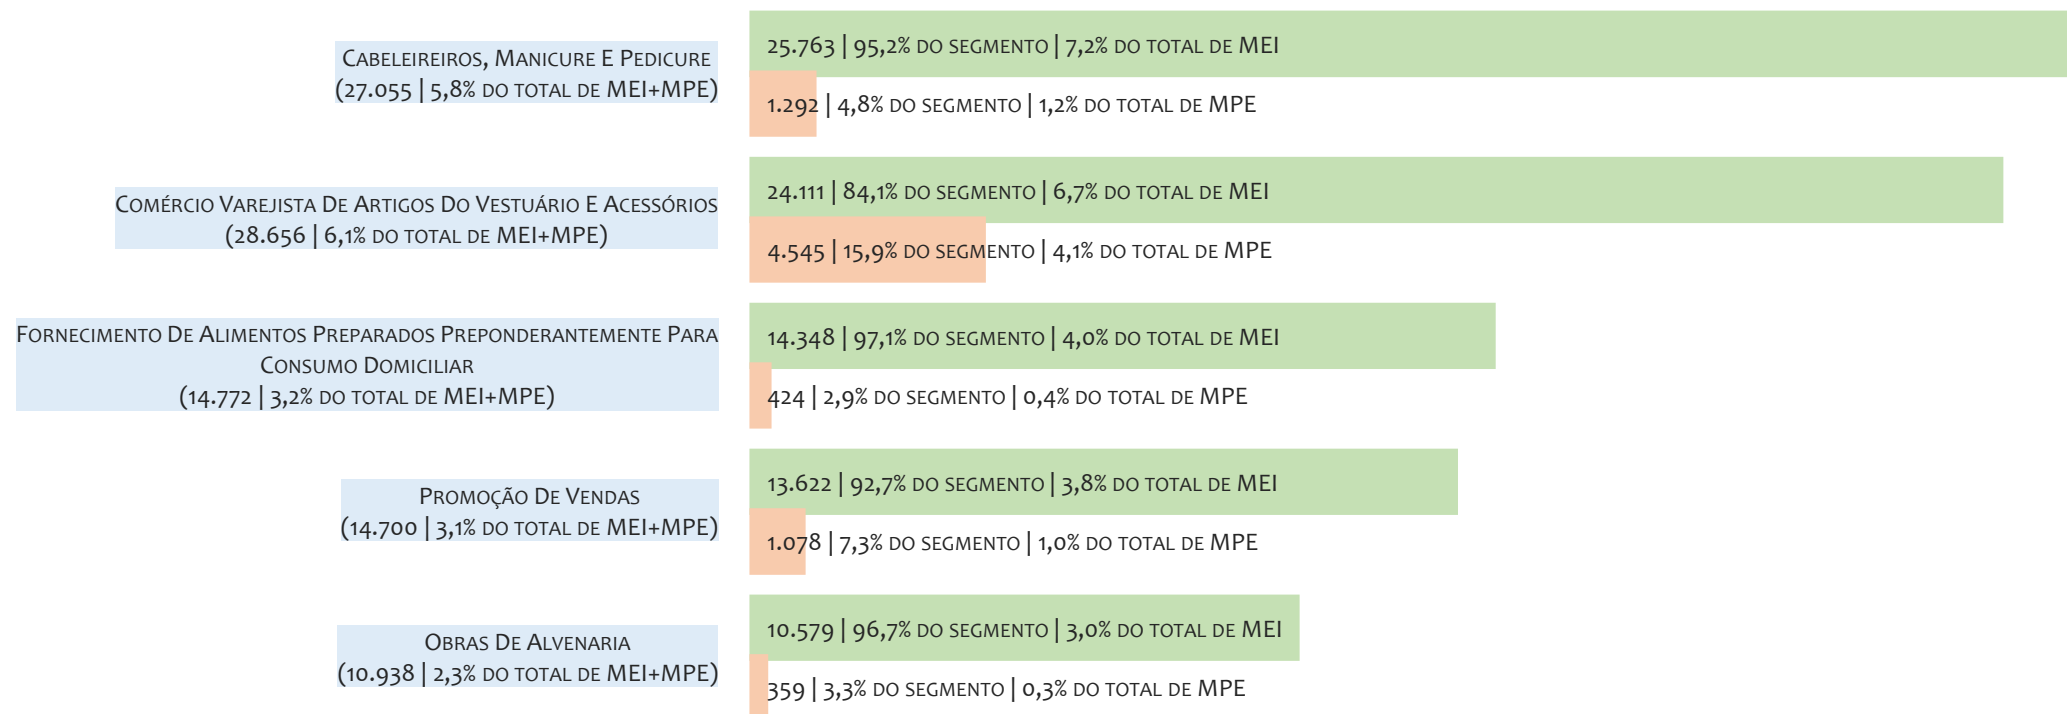 Cabeleireiros, Manicure E Pedicure
(27.055 | 5,8% do total de MEI+MPE)
25.763 | 95,2% do segmento | 7,2% do total de MEI
1.292 | 4,8% do segmento | 1,2% do total de MPE
Comércio Varejista De Artigos Do Vestuário E Acessórios
(28.656 | 6,1% do total de MEI+MPE)
24.111 | 84,1% do segmento | 6,7% do total de MEI
4.545 | 15,9% do segmento | 4,1% do total de MPE
Fornecimento De Alimentos Preparados Preponderantemente Para
Consumo Domiciliar
(14.772 | 3,2% do total de MEI+MPE)
14.348 | 97,1% do segmento | 4,0% do total de MEI
424 | 2,9% do segmento | 0,4% do total de MPE
Promoção De Vendas
(14.700 | 3,1% do total de MEI+MPE)
13.622 | 92,7% do segmento | 3,8% do total de MEI
1.078 | 7,3% do segmento | 1,0% do total de MPE
Obras De Alvenaria
(10.938 | 2,3% do total de MEI+MPE)
10.579 | 96,7% do segmento | 3,0% do total de MEI
359 | 3,3% do segmento | 0,3% do total de MPE